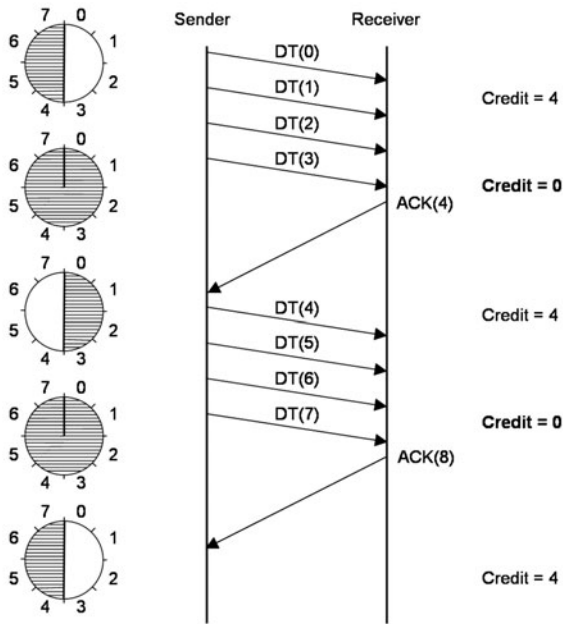 Sender Receiver
7 0
6 1
5 2
4 3
DT(0)
DT(1)
Credit = 4
DT(2)
DT(3)
7 0
6 1
5 2
4 3
Credit = 0
ACK(4)
7 0
6 1
5 2
4 3
DT(4)
Credit = 4
DT(5)
DT(6)
7 0
6 1
5 2
4 3
DT(7)
Credit = 0
ACK(8)
7 0
6 1
5 2
4 3
Credit = 4